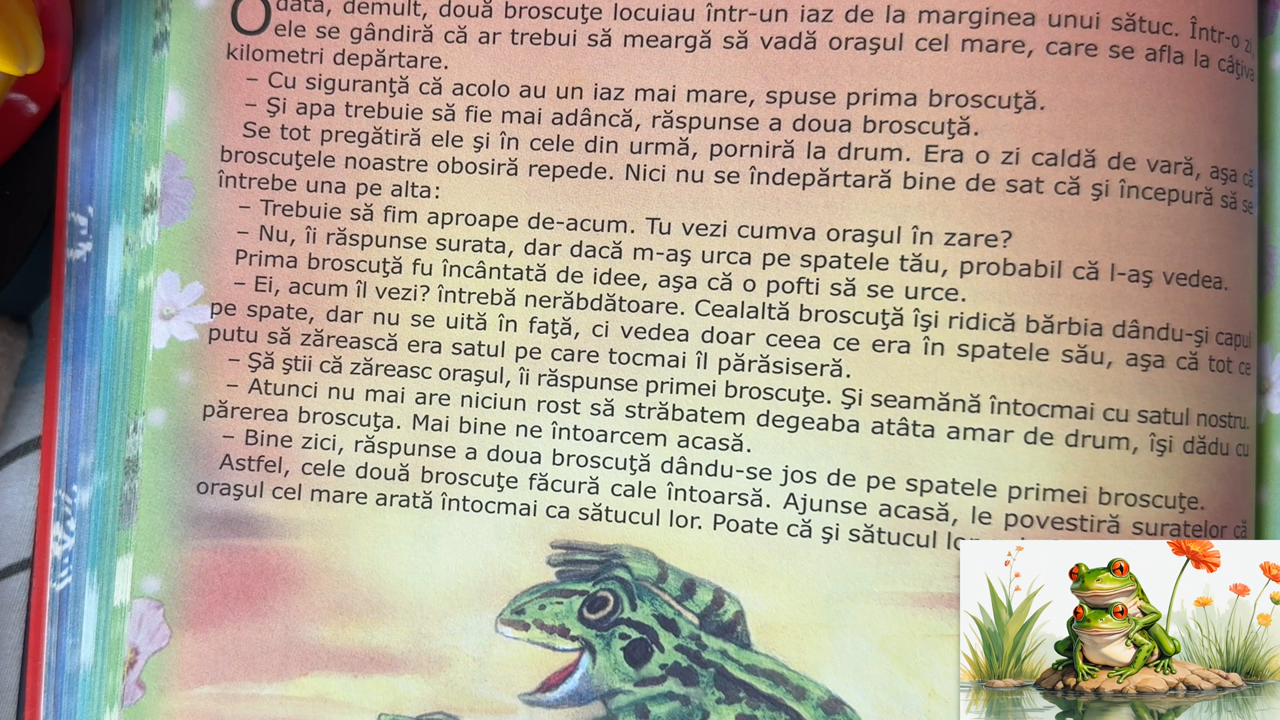 Odată, demult, două broscuţe locuiau într-un iaz de la marginea unui sătuc. Într-o zi,
ele se gândiră că ar trebui să meargă să vadă oraşul cel mare, care se afla la câţiva
kilometri depărtare.
– Cu siguranţă că acolo au un iaz mai mare, spuse prima broscuţă.
– Şi apa trebuie să fie mai adâncă, răspunse a doua broscuţă.
Se tot pregătiră ele şi în cele din urmă, porniră la drum. Era o zi caldă de vară, aşa că
broscuţele noastre obosiră repede. Nici nu se îndepărtară bine de sat că şi începură să se
întrebe una pe alta:
– Trebuie să fim aproape de-acum. Tu vezi cumva oraşul în zare?
– Nu, îi răspunse surata, dar dacă m-aş urca pe spatele tău, probabil că l-aş vedea.
Prima broscuţă fu încântată de idee, aşa că o pofti să se urce.
– Ei, acum îl vezi? întrebă nerăbdătoare. Cealaltă broscuţă îşi ridică bărbia dându-şi capul
pe spate, dar nu se uită în faţă, ci vedea doar ceea ce era în spatele său, aşa că tot ce
putu să zărească era satul pe care tocmai îl părăsiseră.
– Şă ştii că zăreasc oraşul, îi răspunse primei broscuţe. Şi seamănă întocmai cu satul nostru.
– Atunci nu mai are niciun rost să străbatem degeaba atâta amar de drum, îşi dădu cu
părerea broscuţa. Mai bine ne întoarcem acasă.
– Bine zici, răspunse a doua broscuţă dându-se jos de pe spatele primei broscuţe.
Astfel, cele două broscuţe făcură cale întoarsă. Ajunse acasă, le povestiră suratelor că
oraşul cel mare arată întocmai ca sătucul lor. Poate că şi sătucul